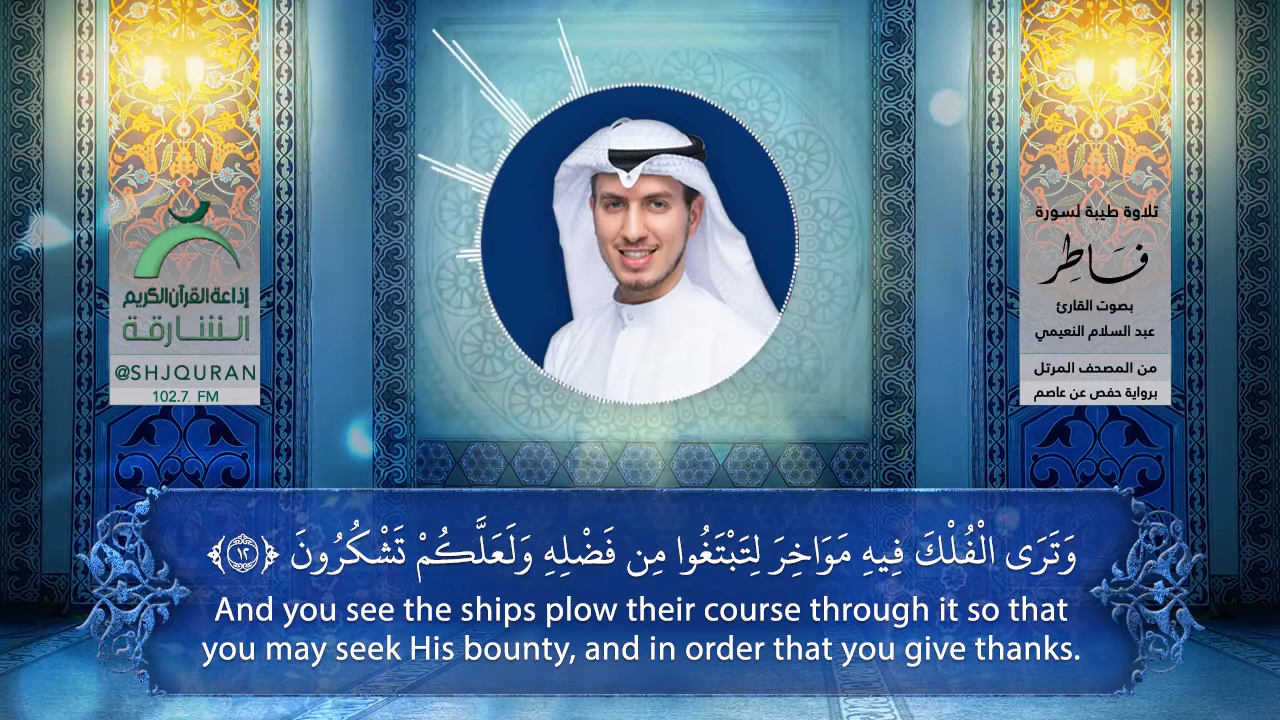 إذاعة القرآن الكريم
الشارقة
@SHJQURAN
102.7 FM
تلاوة طيبة لسورة
فَاطِر
بصوت القارئ
عبد السلام النعيمي
من المصحف المرتل
برواية حفص عن عاصم
وَتَرَى الْفُلْكَ فِيهِ مَوَاخِرَ لِتَبْتَغُوا مِن فَضْلِهِ وَلَعَلَّكُمْ تَشْكُرُونَ ﴿١٢﴾
And you see the ships plow their course through it so that
you may seek His bounty, and in order that you give thanks.